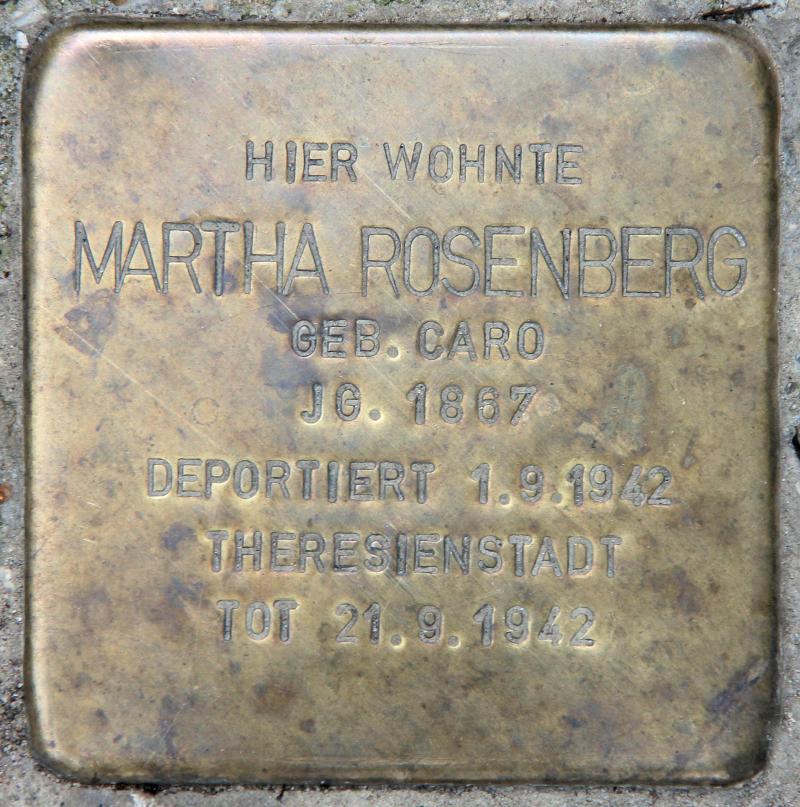 HIER WOHNTE
MARTHA ROSENBERG
GEB. CARO
JG. 1867
DEPORTIERT 1.9.1942
THERESIENSTADT
TOT 21.9.1942